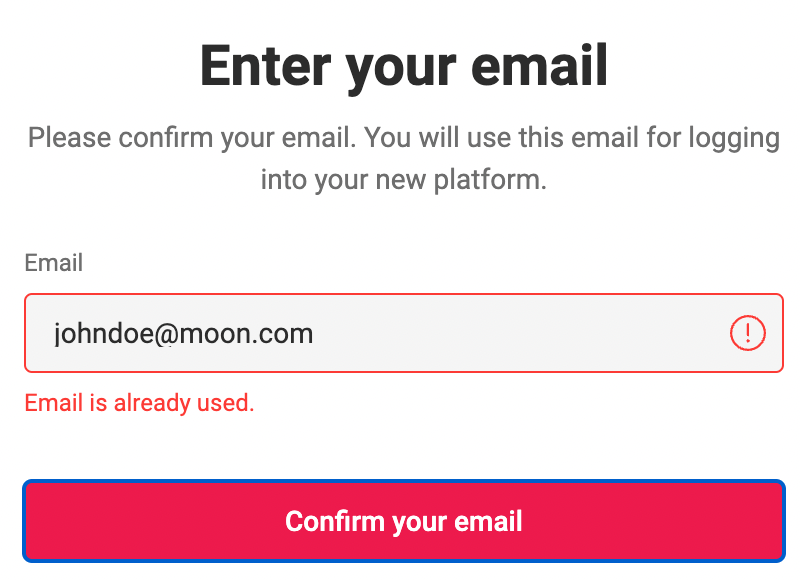 Enter your email
Please confirm your email. You will use this email for logging
into your new platform.
Email
johndoe@moon.com
Email is already used.
Confirm your email